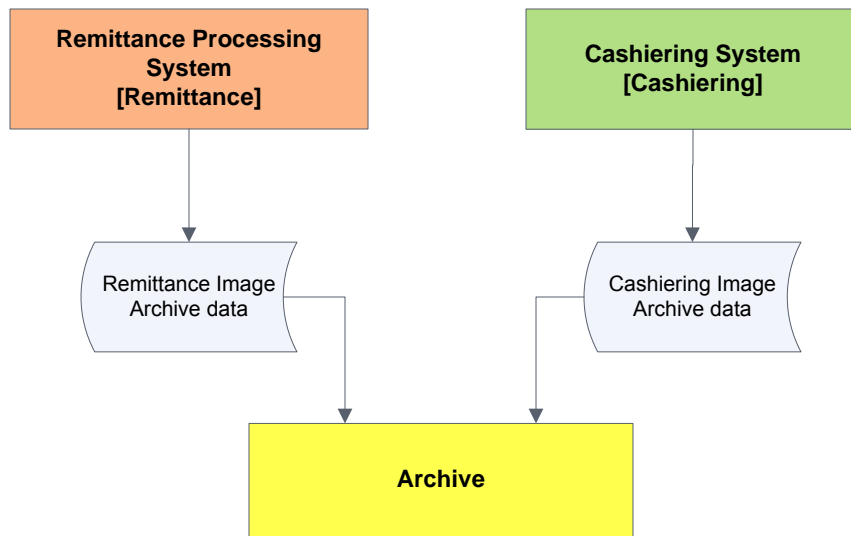 Remittance Processing
System
[Remittance]
Cashiering System
[Cashiering]
Remittance Image
Archive data
Cashiering Image
Archive data
Archive